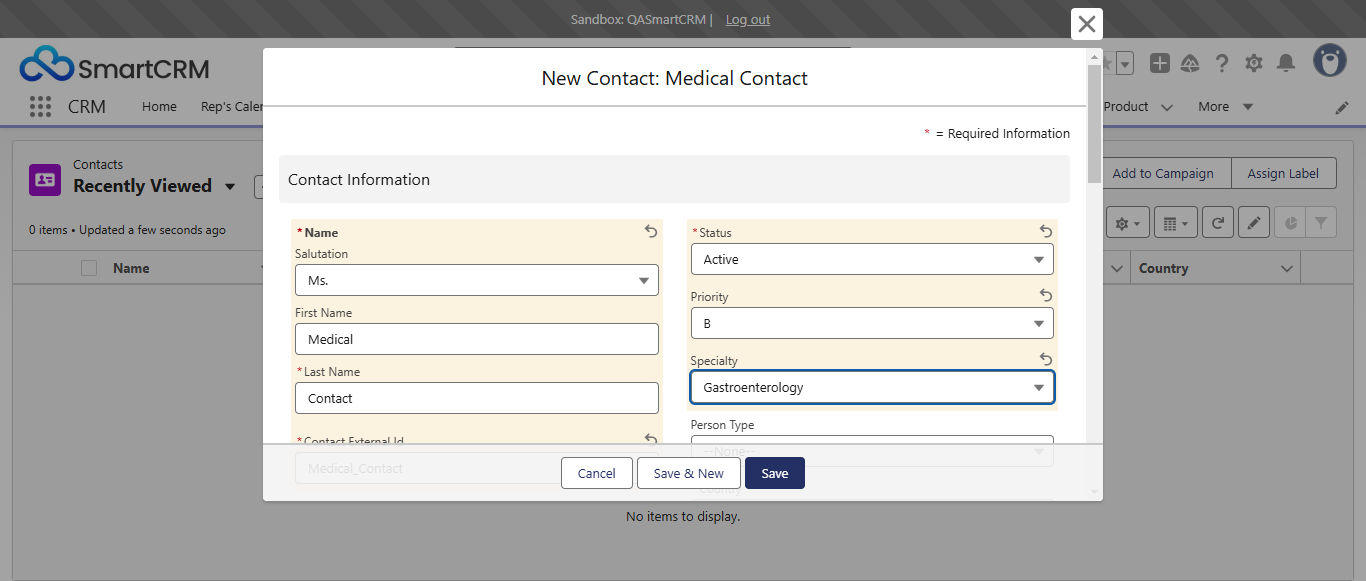 Sandbox: QASmartCRM | Log out
SmartCRM
CRM Home Rep's Cale Product More
New Contact: Medical Contact
* = Required Information
Contact Information
* Name
Salutation
Ms.
First Name
Medical
* Last Name
Contact
* Contact External Id
Medical_Contact
* Status
Active
Priority
B
Specialty
Gastroenterology
Person Type
--None--
Country
Cancel Save & New Save
Contacts
Recently Viewed
Add to Campaign Assign Label
0 items • Updated a few seconds ago
Name Country
No items to display.